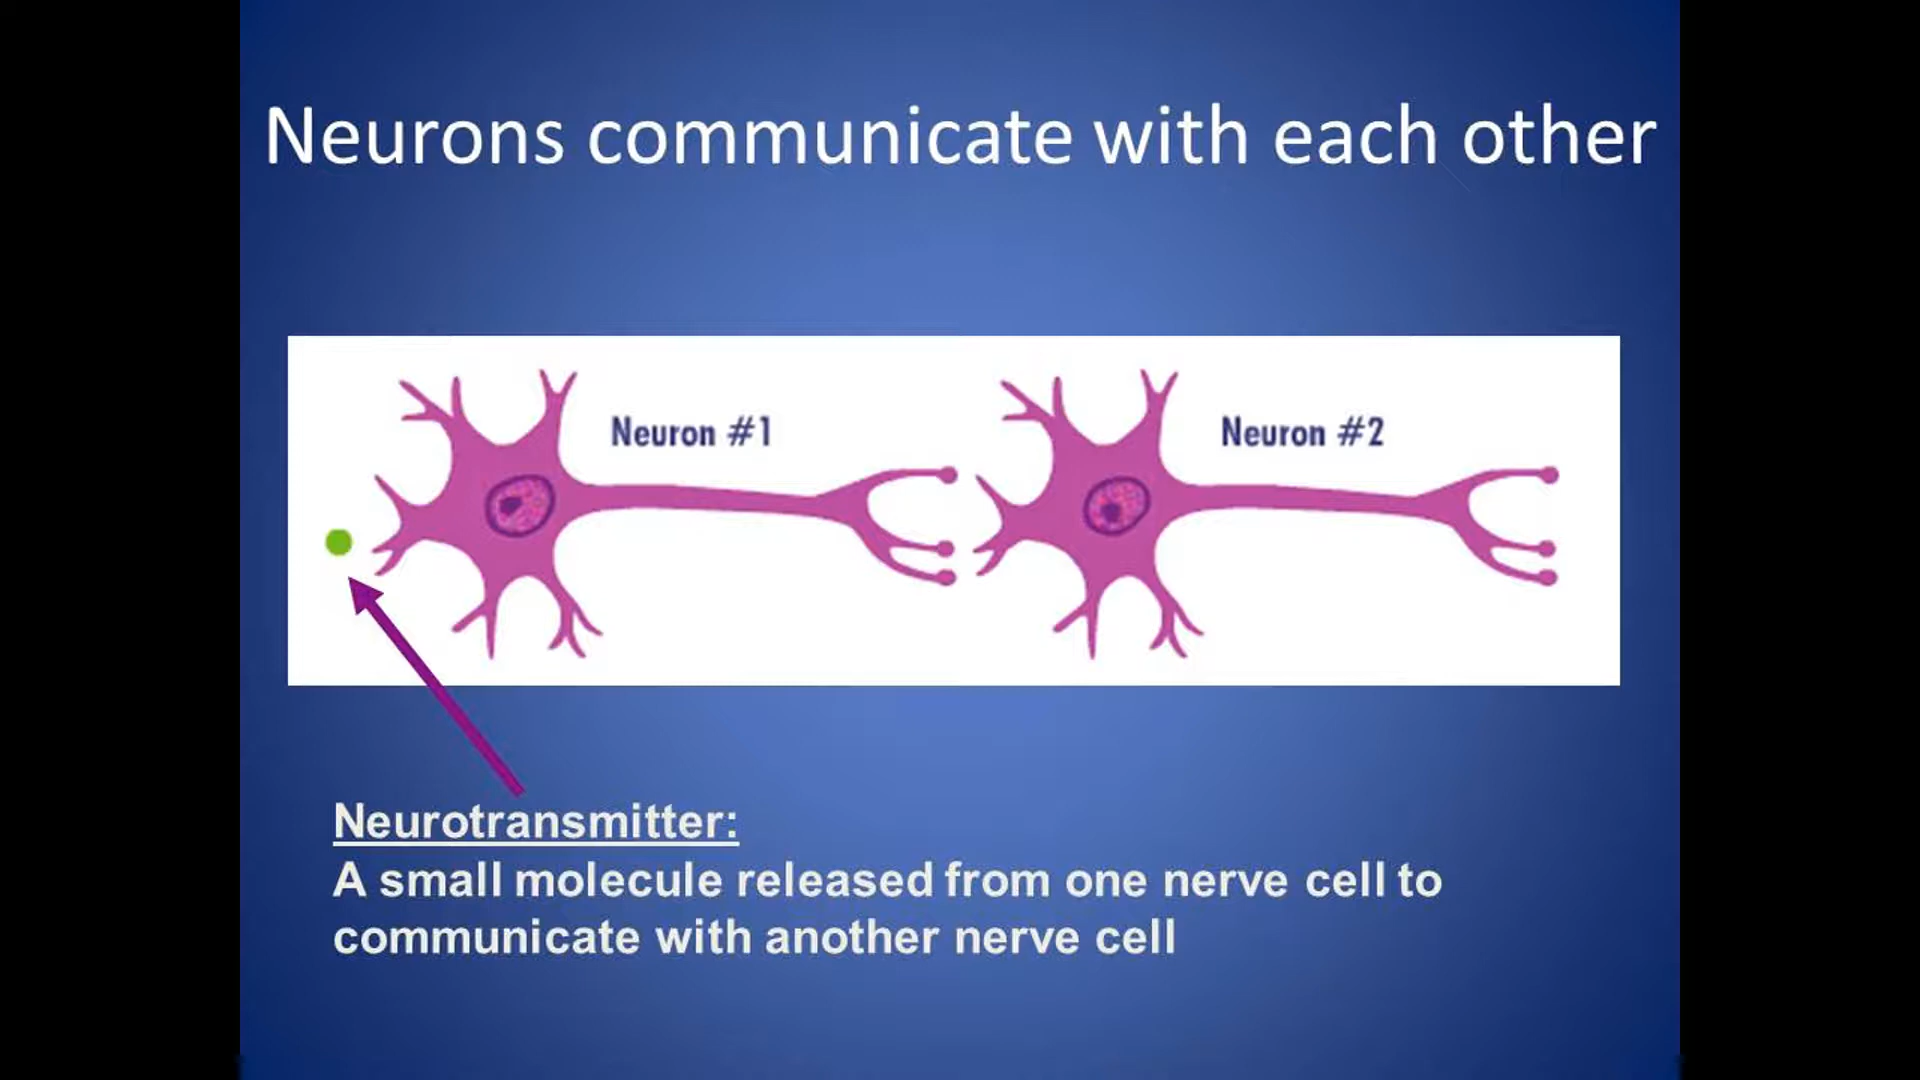 Neurons communicate with each other
Neuron #1
Neuron #2
Neurotransmitter:
A small molecule released from one nerve cell to
communicate with another nerve cell